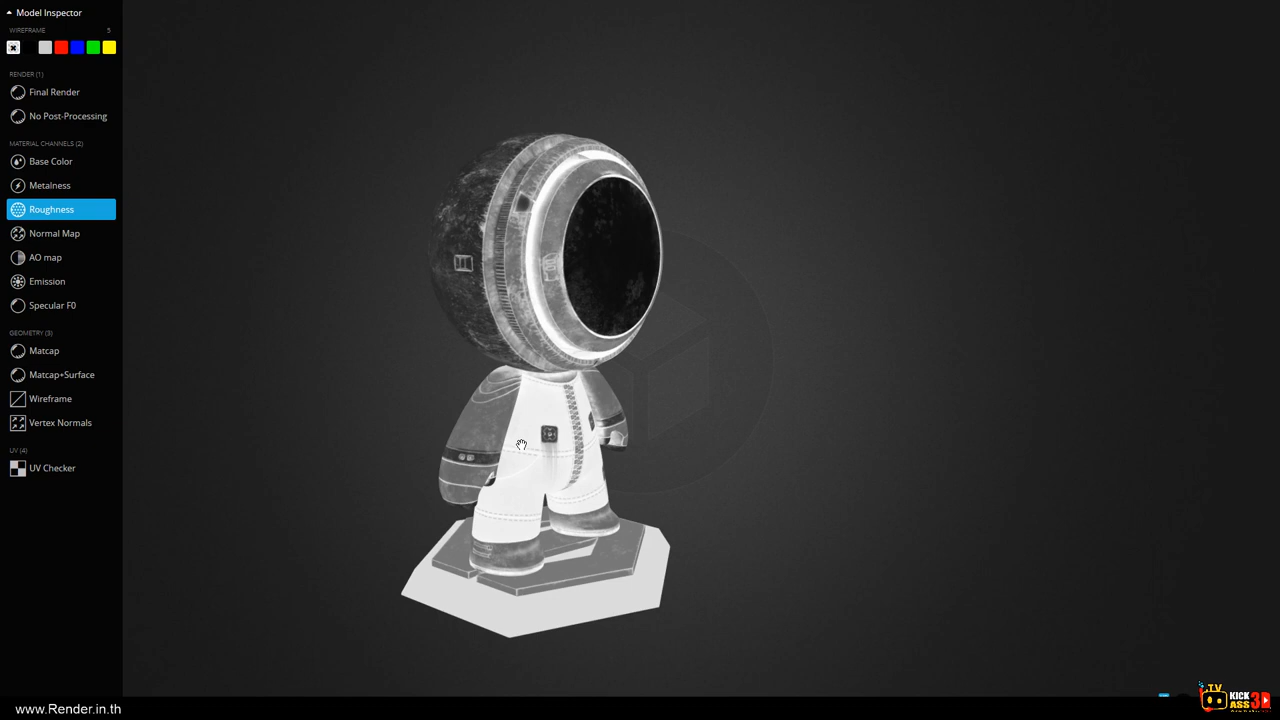 Model Inspector
WIREFRAME 5
RENDER (1)
Final Render
No Post-Processing
MATERIAL CHANNELS (2)
Base Color
Metalness
Roughness
Normal Map
AO map
Emission
Specular F0
GEOMETRY (3)
Matcap
Matcap+Surface
Wireframe
Vertex Normals
UV (4)
UV Checker
www.Render.in.th
TV
KICK
ASS 3D